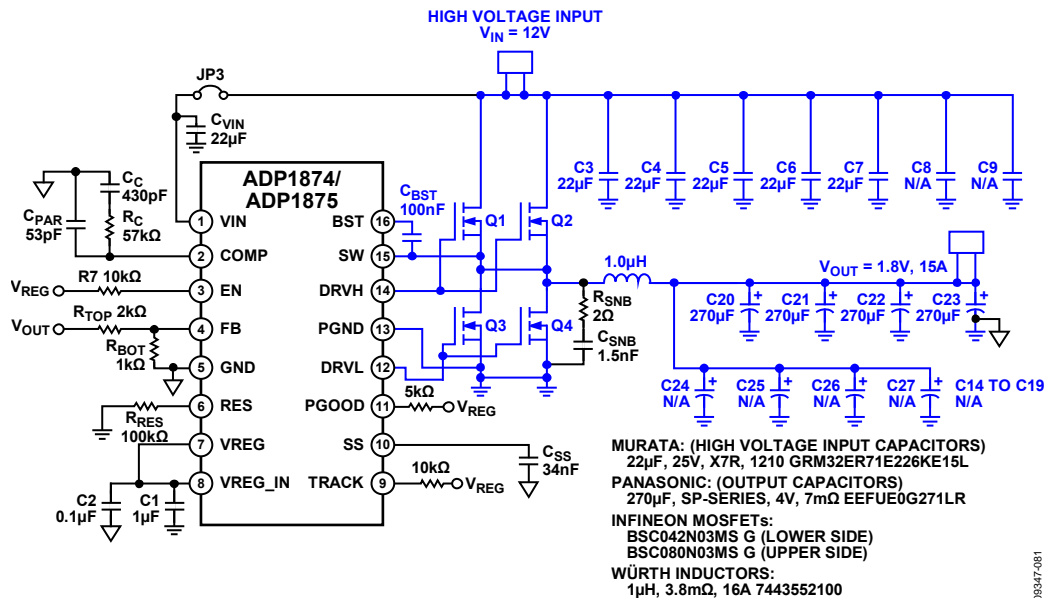 HIGH VOLTAGE INPUT
VIN = 12V
JP3
CVIN
22µF
CC
430pF
RC
57kΩ
CPAR
53pF
VREG
R7 10kΩ
VOUT
RTOP 2kΩ
RBOT
1kΩ
RRES
100kΩ
C2
0.1µF
C1
1µF
ADP1874/
ADP1875
1 VIN
2 COMP
3 EN
4 FB
5 GND
6 RES
7 VREG
8 VREG_IN
BST 16
SW 15
DRVH 14
PGND 13
DRVL 12
PGOOD 11
SS 10
TRACK 9
CBST
100nF
Q1
Q2
Q3
Q4
5kΩ
VREG
CSS
34nF
10kΩ
VREG
C3
22µF
C4
22µF
C5
22µF
C6
22µF
C7
22µF
C8
N/A
C9
N/A
1.0µH
VOUT = 1.8V, 15A
RSNB
2Ω
CSNB
1.5nF
C20
270µF
C21
270µF
C22
270µF
C23
270µF
+
+
+
+
C24
N/A
C25
N/A
C26
N/A
C27
N/A
C14 TO C19
N/A
+
+
+
+
MURATA: (HIGH VOLTAGE INPUT CAPACITORS)
22µF, 25V, X7R, 1210 GRM32ER71E226KE15L
PANASONIC: (OUTPUT CAPACITORS)
270µF, SP-SERIES, 4V, 7mΩ EEFUE0G271LR
INFINEON MOSFETs:
BSC042N03MS G (LOWER SIDE)
BSC080N03MS G (UPPER SIDE)
WÜRTH INDUCTORS:
1µH, 3.8mΩ, 16A 7443552100
09347-081